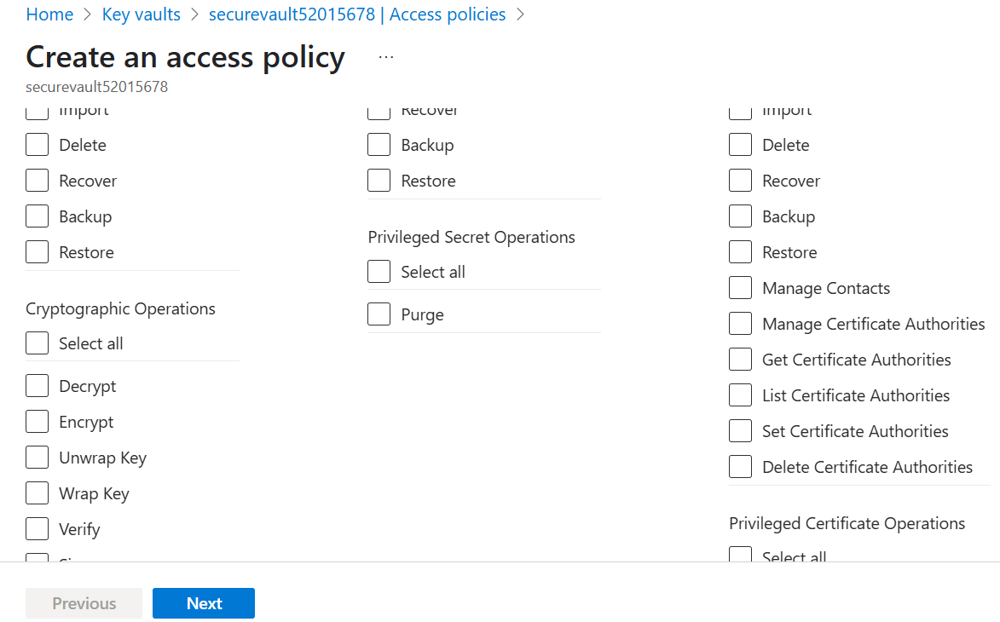 Home > Key vaults > securevault52015678 | Access policies >
Create an access policy ...
securevault52015678
Import
Delete
Recover
Backup
Restore
Cryptographic Operations
Select all
Decrypt
Encrypt
Unwrap Key
Wrap Key
Verify
Recover
Backup
Restore
Privileged Secret Operations
Select all
Purge
Import
Delete
Recover
Backup
Restore
Manage Contacts
Manage Certificate Authorities
Get Certificate Authorities
List Certificate Authorities
Set Certificate Authorities
Delete Certificate Authorities
Privileged Certificate Operations
Select all
Previous
Next